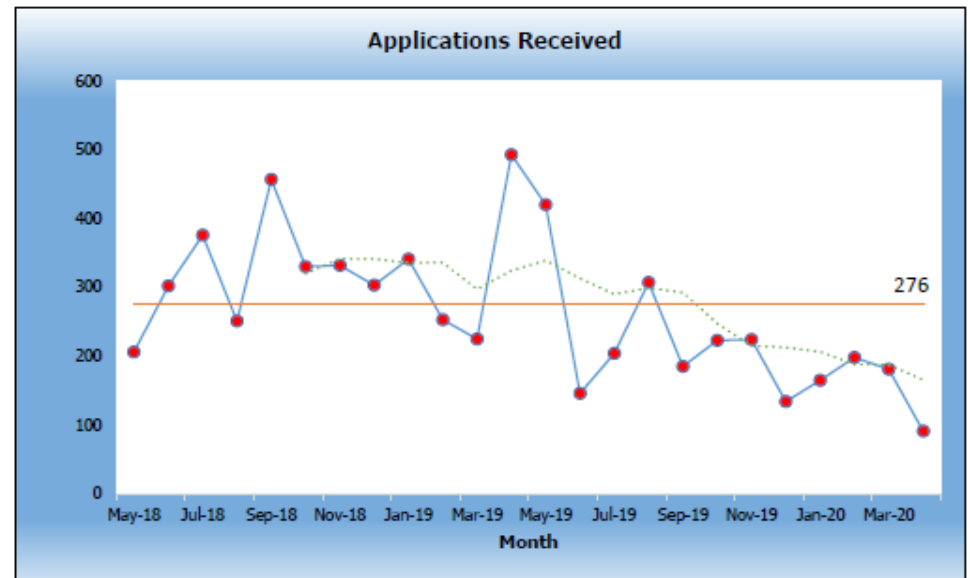 Applications Received
600
500
400
300
276
200
100
0
May-18 Jul-18 Sep-18 Nov-18 Jan-19 Mar-19 May-19 Jul-19 Sep-19 Nov-19 Jan-20 Mar-20
Month